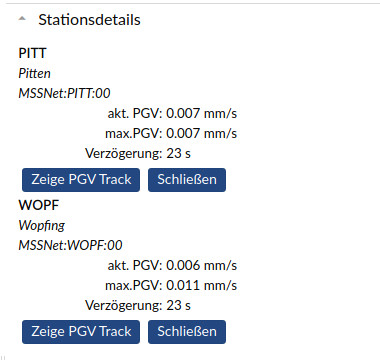 Stationsdetails
PITT
Pitten
MSSNet:PITT:00
akt. PGV: 0.007 mm/s
max.PGV: 0.007 mm/s
Verzögerung: 23 s
Zeige PGV Track Schließen
WOPF
Wopfing
MSSNet:WOPF:00
akt. PGV: 0.006 mm/s
max.PGV: 0.011 mm/s
Verzögerung: 23 s
Zeige PGV Track Schließen